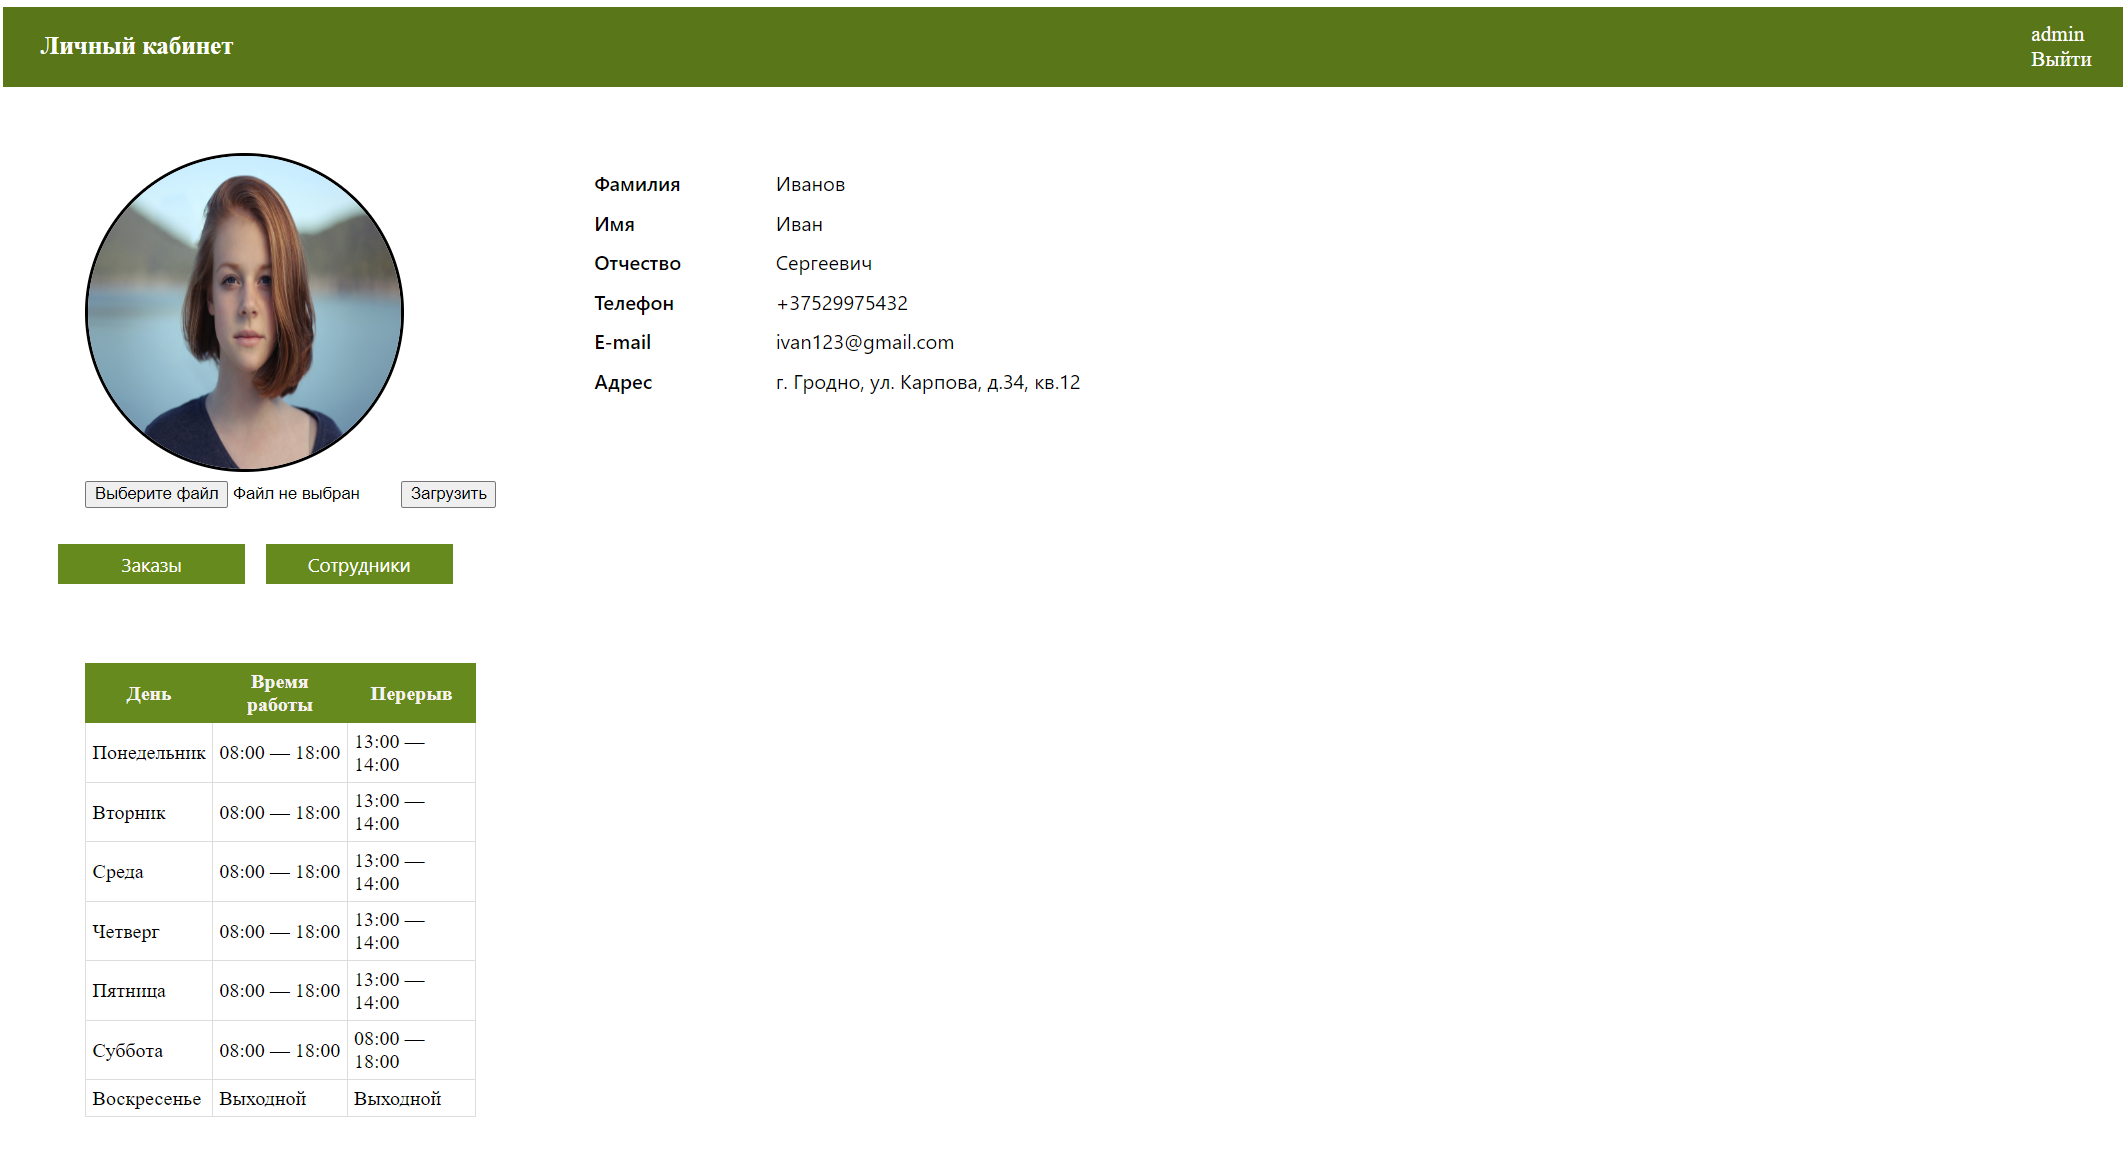 Личный кабинет
admin
Выйти
Фамилия Иванов
Имя Иван
Отчество Сергеевич
Телефон +37529975432
E-mail ivan123@gmail.com
Адрес г. Гродно, ул. Карпова, д.34, кв.12
Выберите файл Файл не выбран Загрузить
Заказы Сотрудники
День Время работы Перерыв
Понедельник 08:00 — 18:00 13:00 — 14:00
Вторник 08:00 — 18:00 13:00 — 14:00
Среда 08:00 — 18:00 13:00 — 14:00
Четверг 08:00 — 18:00 13:00 — 14:00
Пятница 08:00 — 18:00 13:00 — 14:00
Суббота 08:00 — 18:00 08:00 — 18:00
Воскресенье Выходной Выходной